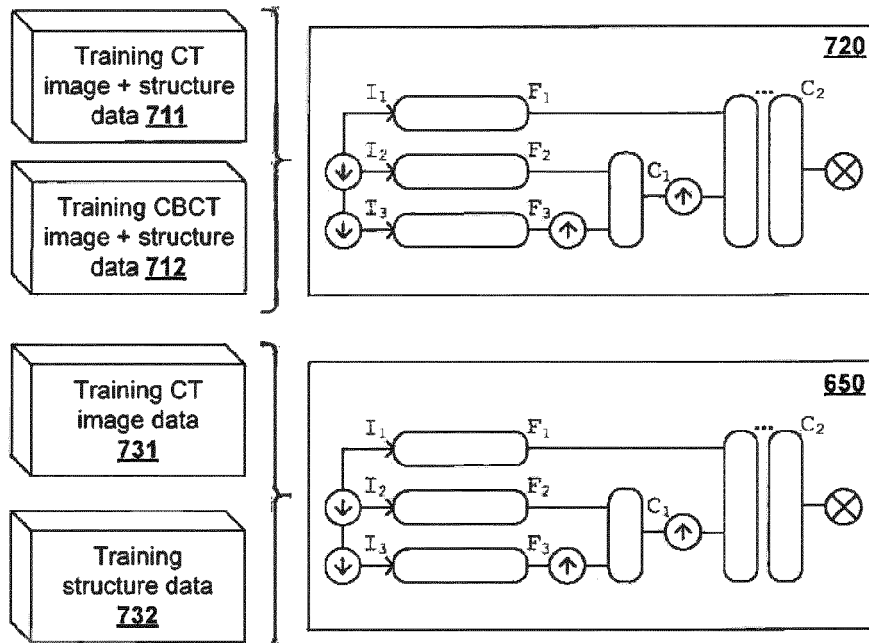 Training CT
image + structure
data 711
Training CBCT
image + structure
data 712
720
I1
F1
... C2
I2
F2
C1
I3
F3
Training CT
image data
731
Training
structure data
732
650
I1
F1
... C2
I2
F2
C1
I3
F3